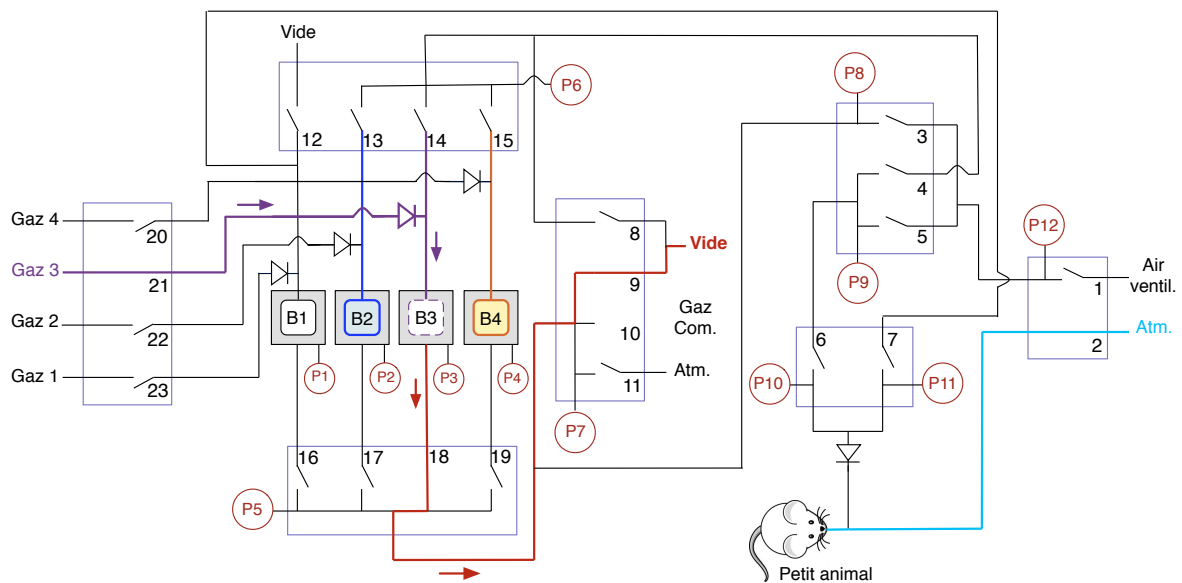 Vide
P6
12
13
14
15
P8
3
4
5
P9
Gaz 4
20
Gaz 3
21
Gaz 2
22
Gaz 1
23
B1
B2
B3
B4
P1
P2
P3
P4
8
Vide
9
10
Gaz
Com.
11
Atm.
P7
P12
1
Air
ventil.
2
Atm.
6
7
P10
P11
16
17
18
19
P5
Petit animal